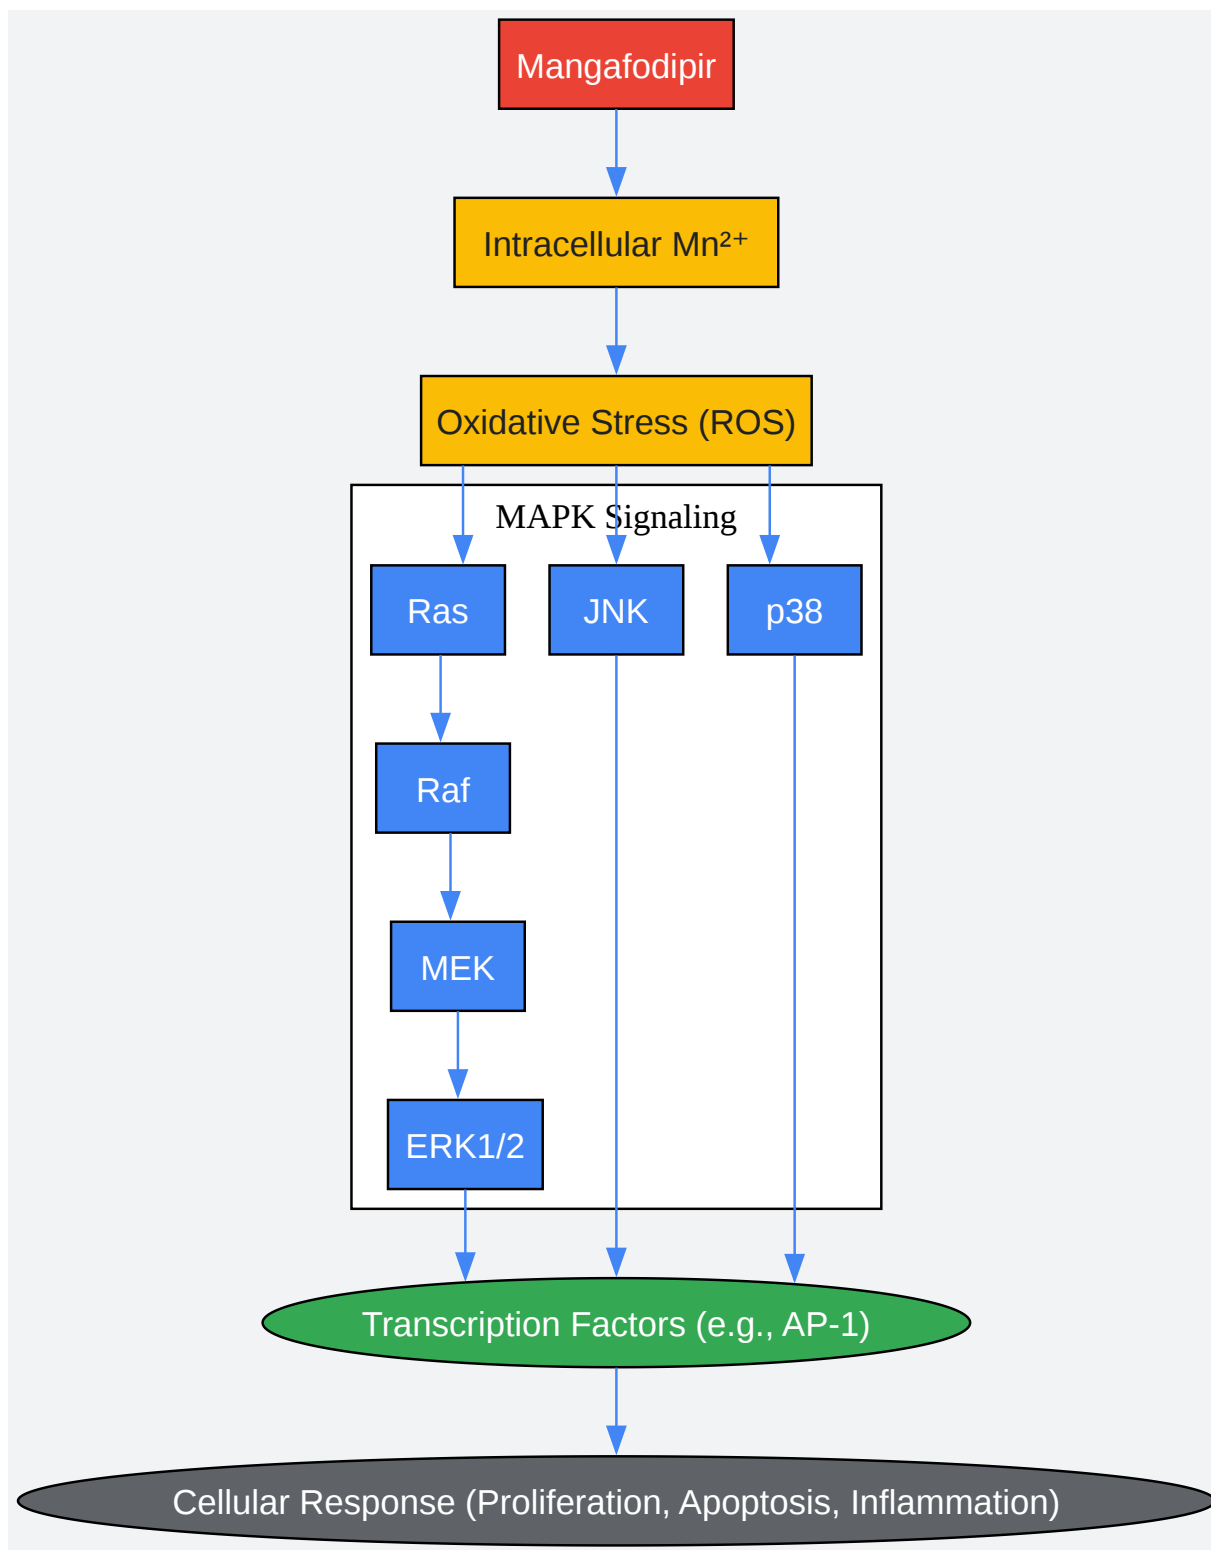 Mangafodipir
Intracellular Mn²⁺
Oxidative Stress (ROS)
MAPK Signaling
Ras
JNK
p38
Raf
MEK
ERK1/2
Transcription Factors (e.g., AP-1)
Cellular Response (Proliferation, Apoptosis, Inflammation)